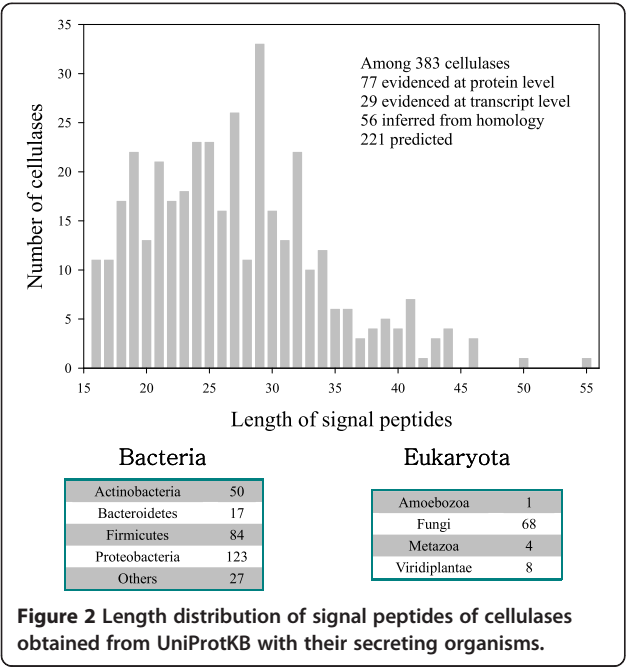 35
30
25
20
15
10
5
0
Number of cellulases
Among 383 cellulases
77 evidenced at protein level
29 evidenced at transcript level
56 inferred from homology
221 predicted
15 20 25 30 35 40 45 50 55
Length of signal peptides
Bacteria
Actinobacteria 50
Bacteroidetes 17
Firmicutes 84
Proteobacteria 123
Others 27
Eukaryota
Amoebozoa 1
Fungi 68
Metazoa 4
Viridiplantae 8
Figure 2 Length distribution of signal peptides of cellulases
obtained from UniProtKB with their secreting organisms.